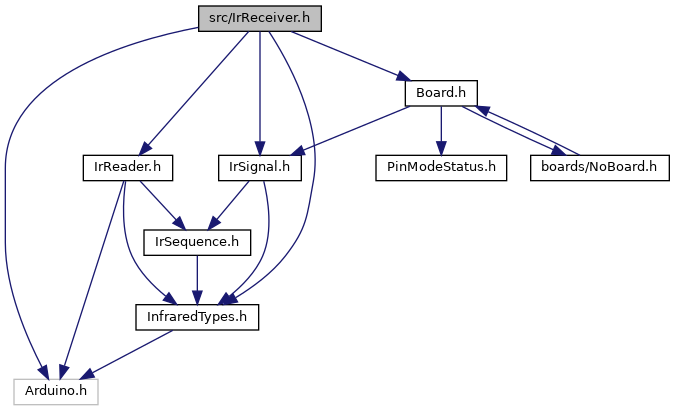 src/IrReceiver.h
Board.h
IrReader.h
IrSignal.h
PinModeStatus.h
boards/NoBoard.h
IrSequence.h
InfraredTypes.h
Arduino.h